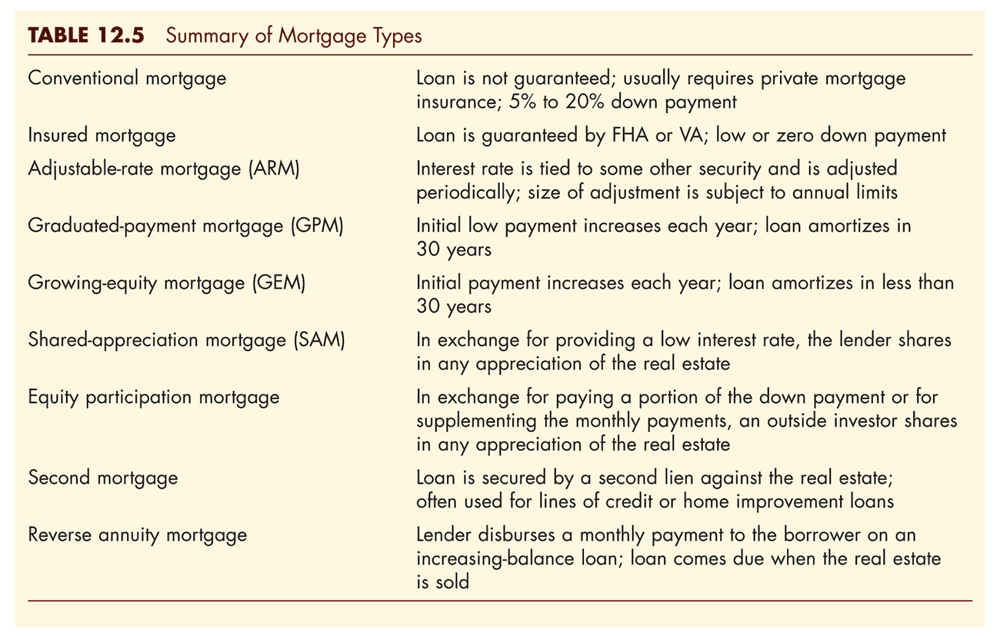 TABLE 12.5 Summary of Mortgage Types
Conventional mortgage Loan is not guaranteed; usually requires private mortgage
insurance; 5% to 20% down payment
Insured mortgage Loan is guaranteed by FHA or VA; low or zero down payment
Adjustable-rate mortgage (ARM) Interest rate is tied to some other security and is adjusted
periodically; size of adjustment is subject to annual limits
Graduated-payment mortgage (GPM) Initial low payment increases each year; loan amortizes in
30 years
Growing-equity mortgage (GEM) Initial payment increases each year; loan amortizes in less than
30 years
Shared-appreciation mortgage (SAM) In exchange for providing a low interest rate, the lender shares
in any appreciation of the real estate
Equity participation mortgage In exchange for paying a portion of the down payment or for
supplementing the monthly payments, an outside investor shares
in any appreciation of the real estate
Second mortgage Loan is secured by a second lien against the real estate;
often used for lines of credit or home improvement loans
Reverse annuity mortgage Lender disburses a monthly payment to the borrower on an
increasing-balance loan; loan comes due when the real estate
is sold